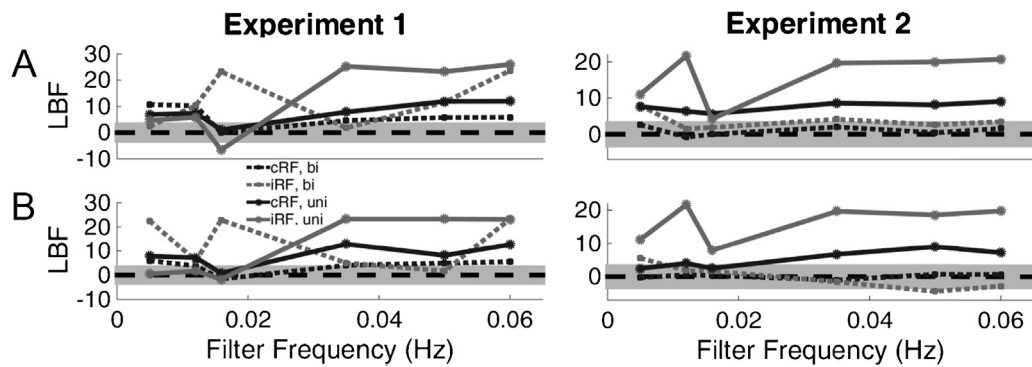 Experiment 1
Experiment 2
A
LBF
30
20
10
0
-10
20
10
0
cRF, bi
iRF, bi
cRF, uni
iRF, uni
B
LBF
30
20
10
0
-10
20
10
0
0 0.02 0.04 0.06
0 0.02 0.04 0.06
Filter Frequency (Hz)
Filter Frequency (Hz)